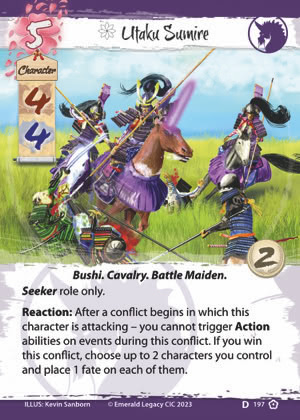 5
Utaku Sumire
Character
4
4
2
Bushi. Cavalry. Battle Maiden.
Seeker role only.
Reaction: After a conflict begins in which this
character is attacking – you cannot trigger Action
abilities on events during this conflict. If you win
this conflict, choose up to 2 characters you control
and place 1 fate on each of them.
ILLUS: Kevin Sanborn © Emerald Legacy CIC 2023 D 197